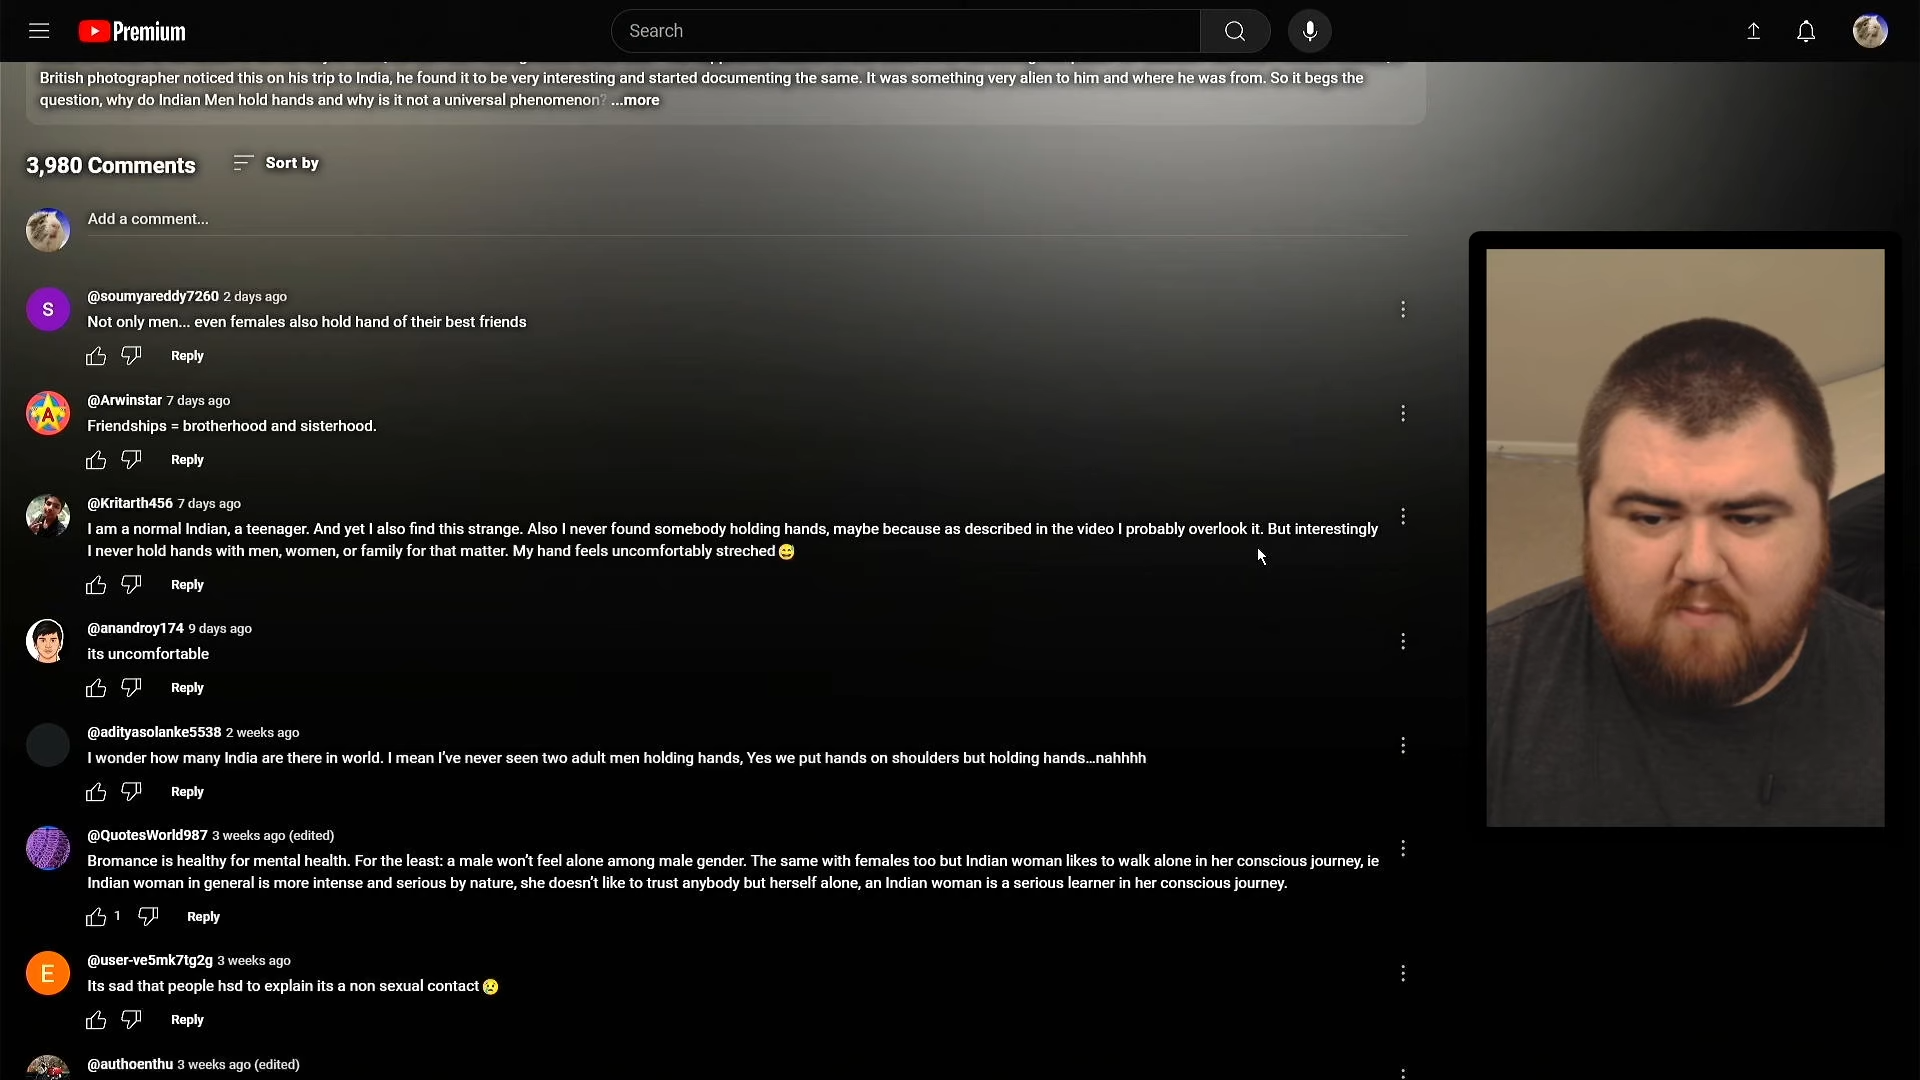 Premium
Search
British photographer noticed this on his trip to India, he found it to be very interesting and started documenting the same. It was something very alien to him and where he was from. So it begs the
question, why do Indian Men hold hands and why is it not a universal phenomenon? ...more
3,980 Comments
Sort by
Add a comment...
S
@soumyareddy7260 2 days ago
Not only men... even females also hold hand of their best friends
Reply
A
@Arwinstar 7 days ago
Friendships = brotherhood and sisterhood.
Reply
@Kritarth456 7 days ago
I am a normal Indian, a teenager. And yet I also find this strange. Also I never found somebody holding hands, maybe because as described in the video I probably overlook it. But interestingly
I never hold hands with men, women, or family for that matter. My hand feels uncomfortably streched 😅
Reply
@anandroy174 9 days ago
its uncomfortable
Reply
@adityasolanke5538 2 weeks ago
I wonder how many India are there in world. I mean I've never seen two adult men holding hands, Yes we put hands on shoulders but holding hands...nahhhh
Reply
@QuotesWorld987 3 weeks ago (edited)
Bromance is healthy for mental health. For the least: a male won't feel alone among male gender. The same with females too but Indian woman likes to walk alone in her conscious journey, ie
Indian woman in general is more intense and serious by nature, she doesn't like to trust anybody but herself alone, an Indian woman is a serious learner in her conscious journey.
1
Reply
E
@user-ve5mk7tg2g 3 weeks ago
Its sad that people hsd to explain its a non sexual contact 😢
Reply
@authoenthu 3 weeks ago (edited)